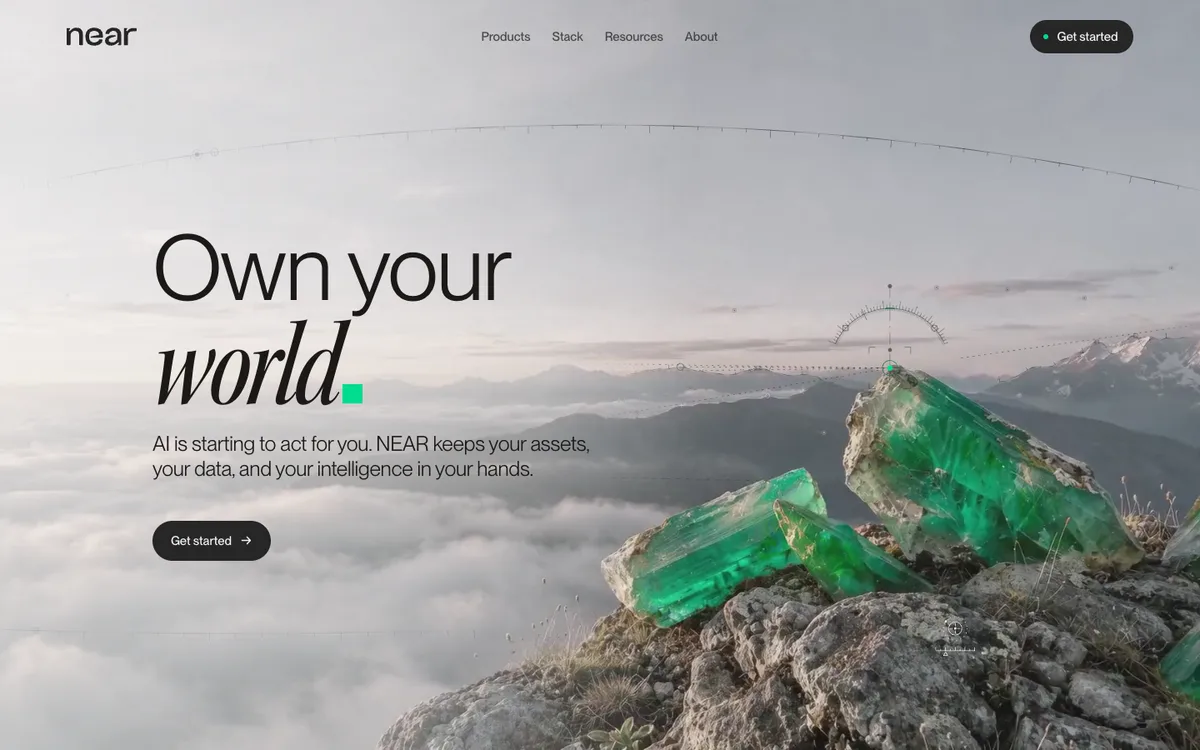 near
Products
Stack
Resources
About
Get started
Own your
world.
AI is starting to act for you. NEAR keeps your assets,
your data, and your intelligence in your hands.
Get started